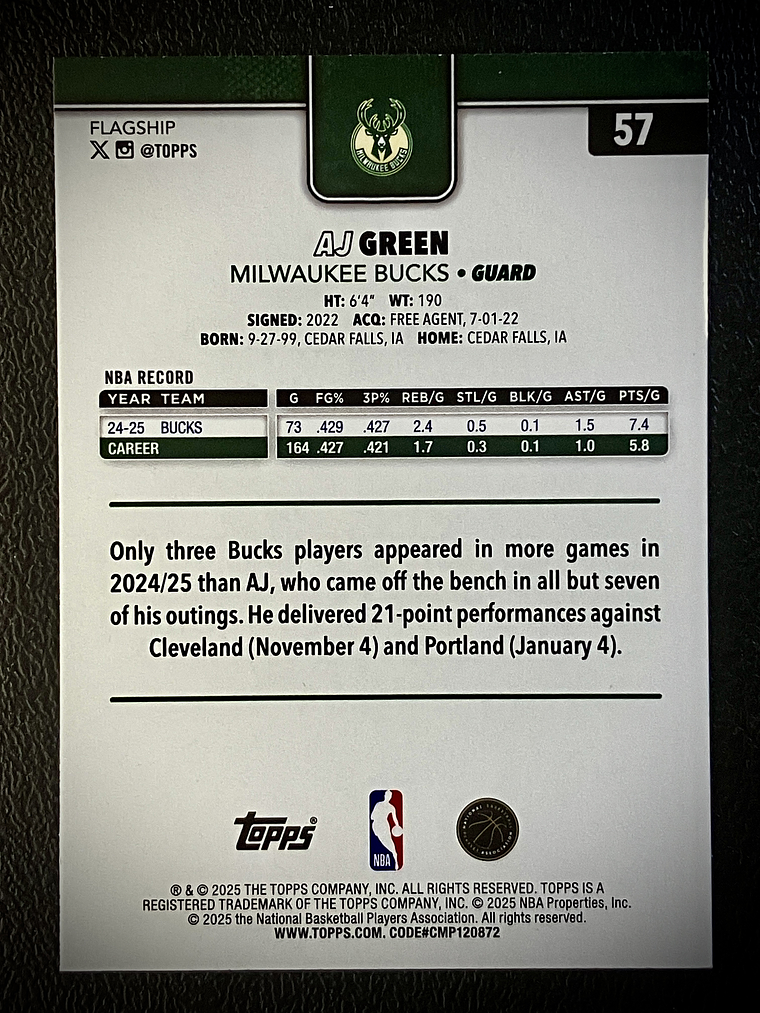 FLAGSHIP
57
X @TOPPS
MILWAUKEE BUCKS
AJ GREEN
MILWAUKEE BUCKS • GUARD
HT: 6'4" WT: 190
SIGNED: 2022 ACQ: FREE AGENT, 7-01-22
BORN: 9-27-99, CEDAR FALLS, IA HOME: CEDAR FALLS, IA
NBA RECORD
YEAR TEAM G FG% 3P% REB/G STL/G BLK/G AST/G PTS/G
24-25 BUCKS 73 .429 .427 2.4 0.5 0.1 1.5 7.4
CAREER 164 .427 .421 1.7 0.3 0.1 1.0 5.8
Only three Bucks players appeared in more games in
2024/25 than AJ, who came off the bench in all but seven
of his outings. He delivered 21-point performances against
Cleveland (November 4) and Portland (January 4).
Topps®
NBA
® & © 2025 THE TOPPS COMPANY, INC. ALL RIGHTS RESERVED. TOPPS IS A
REGISTERED TRADEMARK OF THE TOPPS COMPANY, INC. © 2025 NBA Properties, Inc.
© 2025 the National Basketball Players Association. All rights reserved.
WWW.TOPPS.COM. CODE#CMP120872